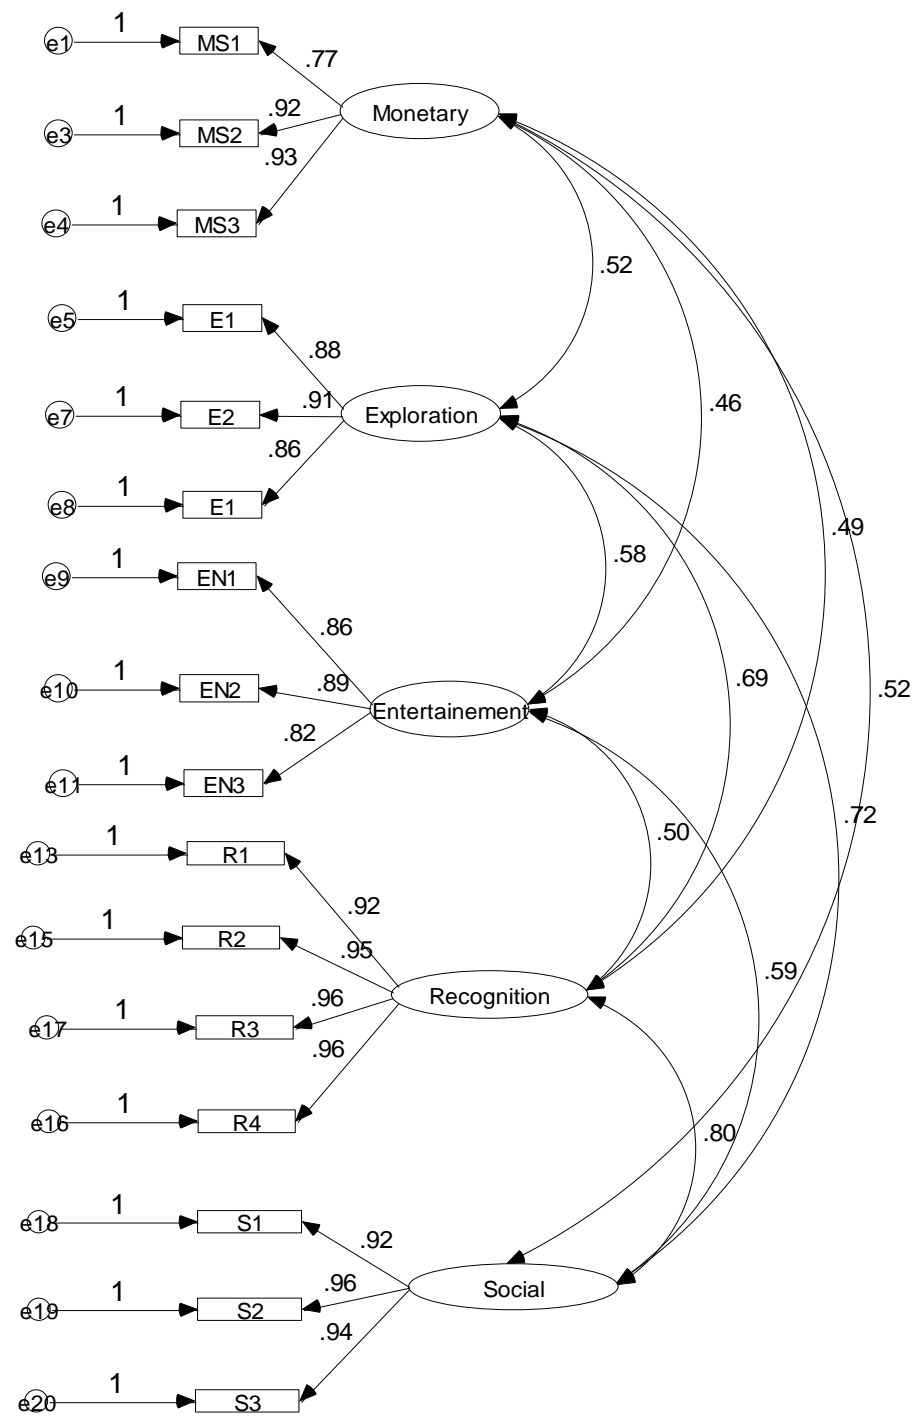 e1 1 MS1 .77
Monetary
e3 1 MS2 .92
.93
e4 1 MS3
.52
e5 1 E1 .88
e7 1 E2 .91 Exploration .46
.86
e8 1 E1
.49
.58
e9 1 EN1
.86
.69
.52
e10 1 EN2 .89 Entertainement
.82
e11 1 EN3
.72
.50
e13 1 R1
.92
e15 1 R2 .95
.59
.96 Recognition
e17 1 R3
.96
e16 1 R4
.80
e18 1 S1 .92
.96 Social
e19 1 S2
.94
e20 1 S3